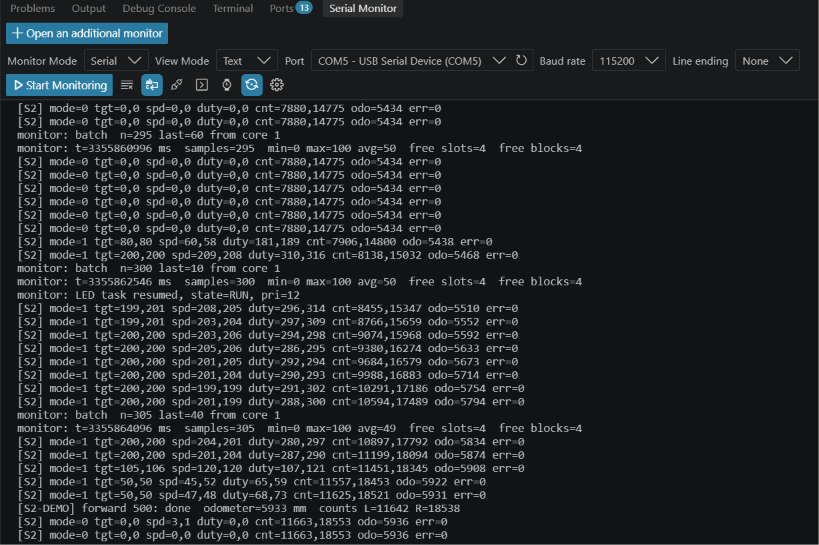 Problems Output Debug Console Terminal Ports 13 Serial Monitor
+ Open an additional monitor
Monitor Mode Serial View Mode Text Port COM5 - USB Serial Device (COM5) Baud rate 115200 Line ending None
Start Monitoring
[S2] mode=0 tgt=0,0 spd=0,0 duty=0,0 cnt=7880,14775 odo=5434 err=0
[S2] mode=0 tgt=0,0 spd=0,0 duty=0,0 cnt=7880,14775 odo=5434 err=0
monitor: batch  n=295 last=60 from core 1
monitor: t=3355860996 ms  samples=295  min=0 max=100 avg=50  free slots=4  free blocks=4
[S2] mode=0 tgt=0,0 spd=0,0 duty=0,0 cnt=7880,14775 odo=5434 err=0
[S2] mode=0 tgt=0,0 spd=0,0 duty=0,0 cnt=7880,14775 odo=5434 err=0
[S2] mode=0 tgt=0,0 spd=0,0 duty=0,0 cnt=7880,14775 odo=5434 err=0
[S2] mode=0 tgt=0,0 spd=0,0 duty=0,0 cnt=7880,14775 odo=5434 err=0
[S2] mode=0 tgt=0,0 spd=0,0 duty=0,0 cnt=7880,14775 odo=5434 err=0
[S2] mode=0 tgt=0,0 spd=0,0 duty=0,0 cnt=7880,14775 odo=5434 err=0
[S2] mode=1 tgt=80,80 spd=60,58 duty=181,189 cnt=7906,14800 odo=5438 err=0
[S2] mode=1 tgt=200,200 spd=209,208 duty=310,316 cnt=8138,15032 odo=5468 err=0
monitor: batch  n=300 last=10 from core 1
monitor: t=3355862546 ms  samples=300  min=0 max=100 avg=50  free slots=4  free blocks=4
monitor: LED task resumed, state=RUN, pri=12
[S2] mode=1 tgt=199,201 spd=208,205 duty=296,314 cnt=8455,15347 odo=5510 err=0
[S2] mode=1 tgt=199,201 spd=203,204 duty=297,309 cnt=8766,15659 odo=5552 err=0
[S2] mode=1 tgt=200,200 spd=203,206 duty=294,298 cnt=9074,15968 odo=5592 err=0
[S2] mode=1 tgt=200,200 spd=205,206 duty=286,295 cnt=9380,16274 odo=5633 err=0
[S2] mode=1 tgt=200,200 spd=201,205 duty=292,294 cnt=9684,16579 odo=5673 err=0
[S2] mode=1 tgt=200,200 spd=201,204 duty=290,293 cnt=9988,16883 odo=5714 err=0
[S2] mode=1 tgt=200,200 spd=199,199 duty=291,302 cnt=10291,17186 odo=5754 err=0
[S2] mode=1 tgt=200,200 spd=201,199 duty=288,300 cnt=10594,17489 odo=5794 err=0
monitor: batch  n=305 last=40 from core 1
monitor: t=3355864096 ms  samples=305  min=0 max=100 avg=49  free slots=4  free blocks=4
[S2] mode=1 tgt=200,200 spd=204,201 duty=280,297 cnt=10897,17792 odo=5834 err=0
[S2] mode=1 tgt=200,200 spd=201,204 duty=287,290 cnt=11199,18094 odo=5874 err=0
[S2] mode=1 tgt=105,106 spd=120,120 duty=107,121 cnt=11451,18345 odo=5908 err=0
[S2] mode=1 tgt=50,50 spd=45,52 duty=65,59 cnt=11557,18453 odo=5922 err=0
[S2] mode=1 tgt=50,50 spd=47,48 duty=68,73 cnt=11625,18521 odo=5931 err=0
[S2-DEMO] forward 500: done  odometer=5933 mm  counts L=11642 R=18538
[S2] mode=0 tgt=0,0 spd=3,1 duty=0,0 cnt=11663,18553 odo=5936 err=0
[S2] mode=0 tgt=0,0 spd=0,0 duty=0,0 cnt=11663,18553 odo=5936 err=0